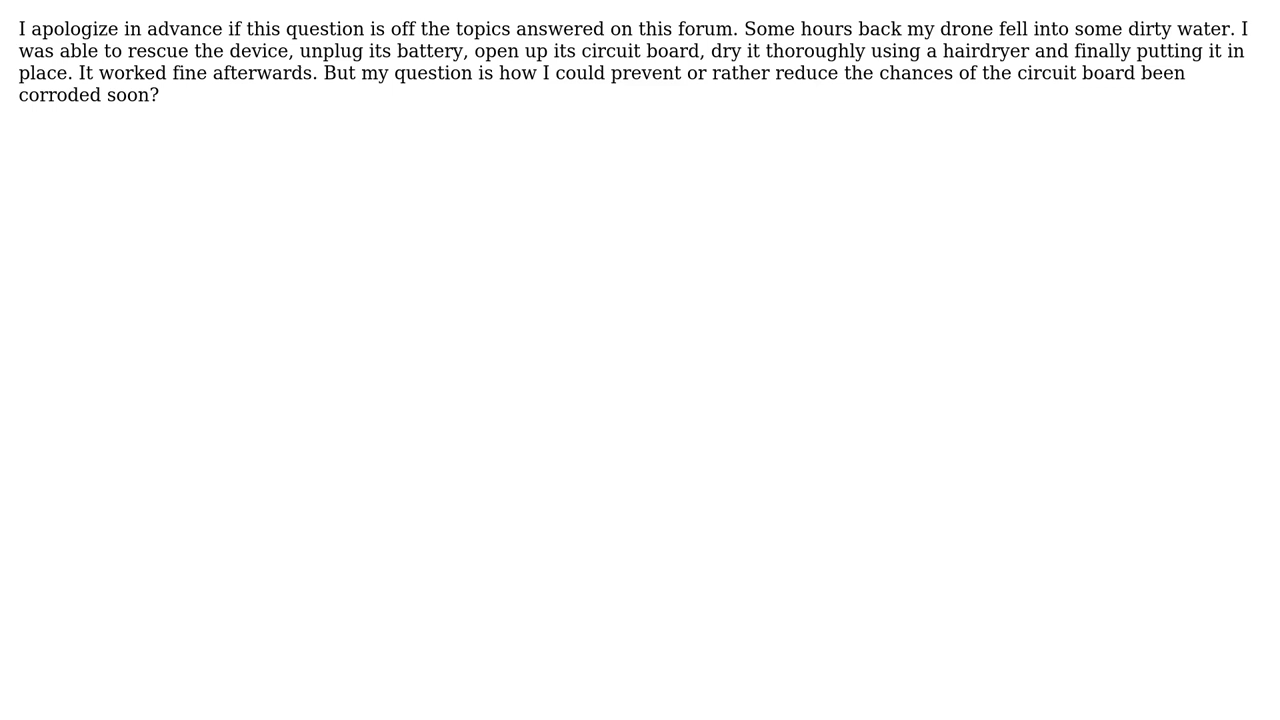 I apologize in advance if this question is off the topics answered on this forum. Some hours back my drone fell into some dirty water. I
was able to rescue the device, unplug its battery, open up its circuit board, dry it thoroughly using a hairdryer and finally putting it in
place. It worked fine afterwards. But my question is how I could prevent or rather reduce the chances of the circuit board been
corroded soon?